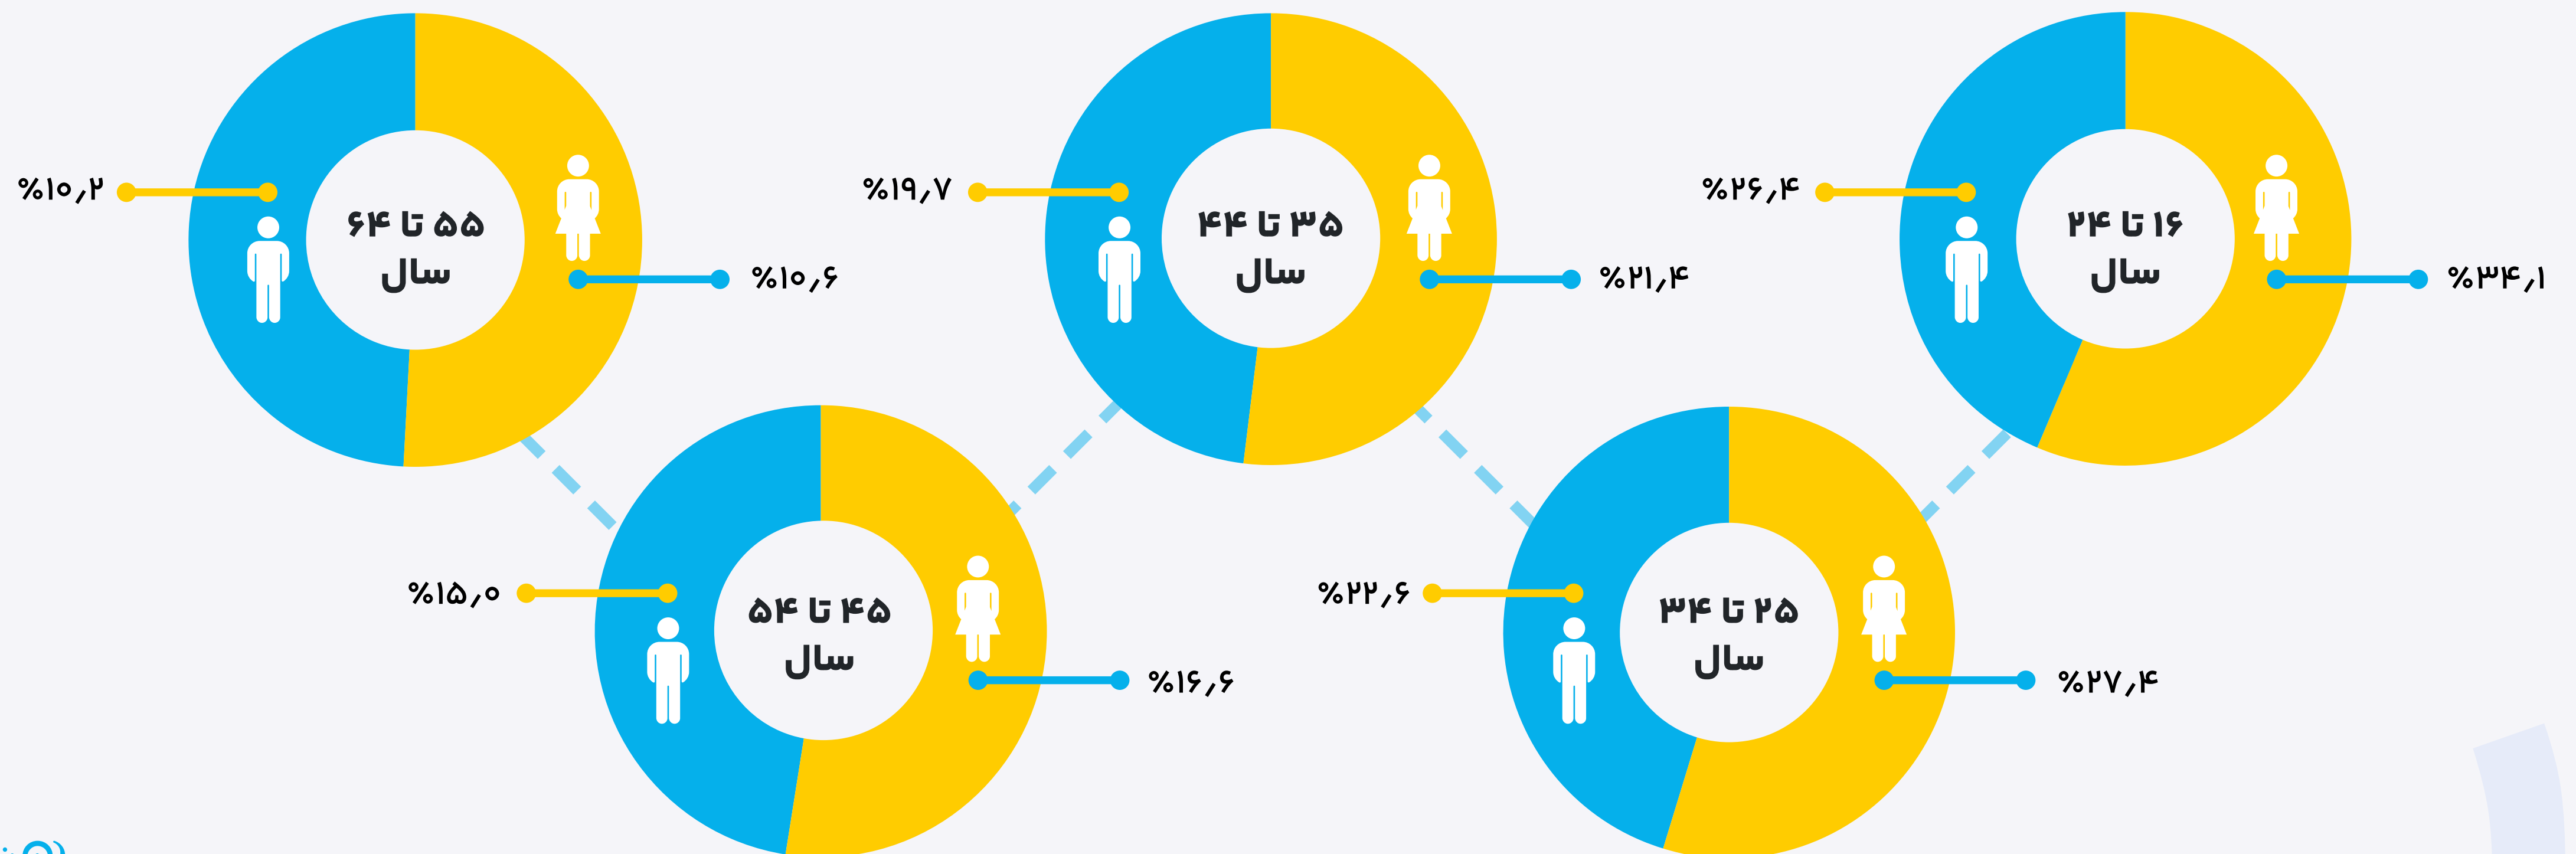 ۱۶ تا ۲۴
سال
%۲۶٫۴
%۳۴٫۱
۲۵ تا ۳۴
سال
%۲۲٫۶
%۲۷٫۴
۳۵ تا ۴۴
سال
%۱۹٫۷
%۲۱٫۴
۴۵ تا ۵۴
سال
%۱۵٫۰
%۱۶٫۶
۵۵ تا ۶۴
سال
%۱۰٫۲
%۱۰٫۶